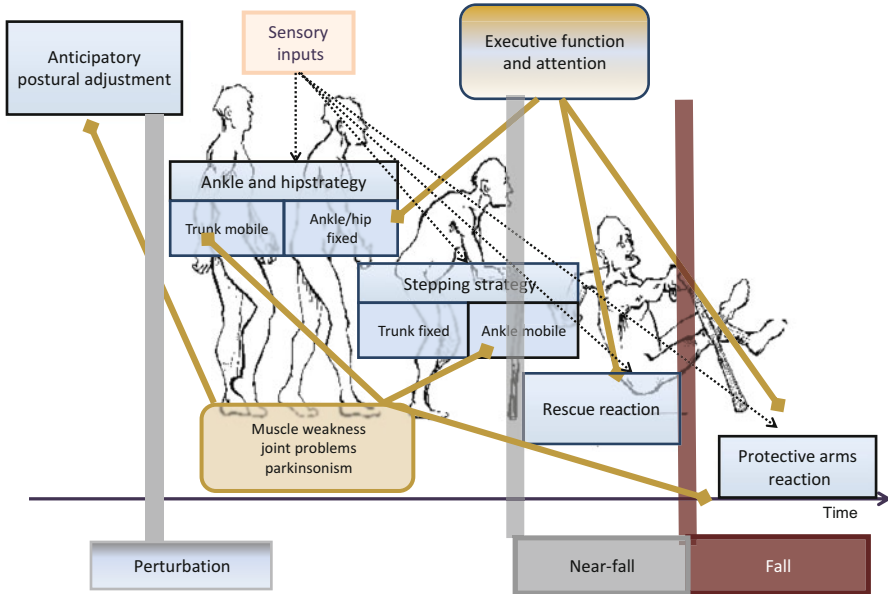 Anticipatory
postural adjustment
Sensory
inputs
Executive function
and attention
Ankle and hipstrategy
Trunk mobile
Ankle/hip
fixed
Stepping strategy
Trunk fixed
Ankle mobile
Rescue reaction
Muscle weakness
joint problems
parkinsonism
Protective arms
reaction
Time
Perturbation
Near-fall
Fall